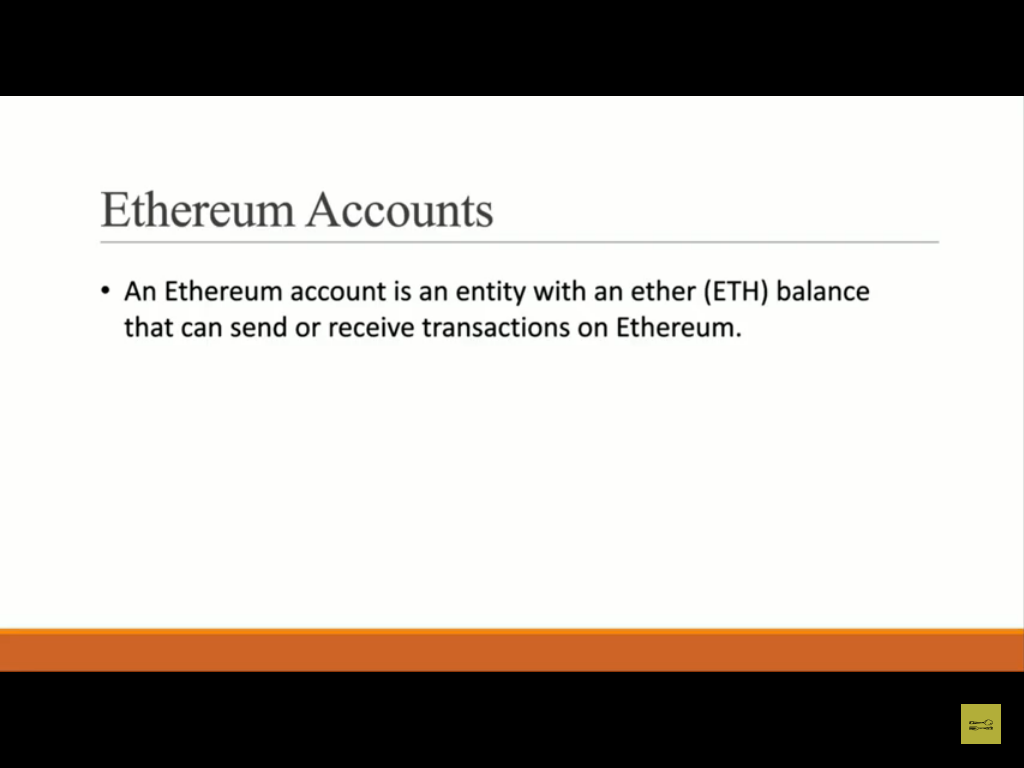 Ethereum Accounts
• An Ethereum account is an entity with an ether (ETH) balance
that can send or receive transactions on Ethereum.